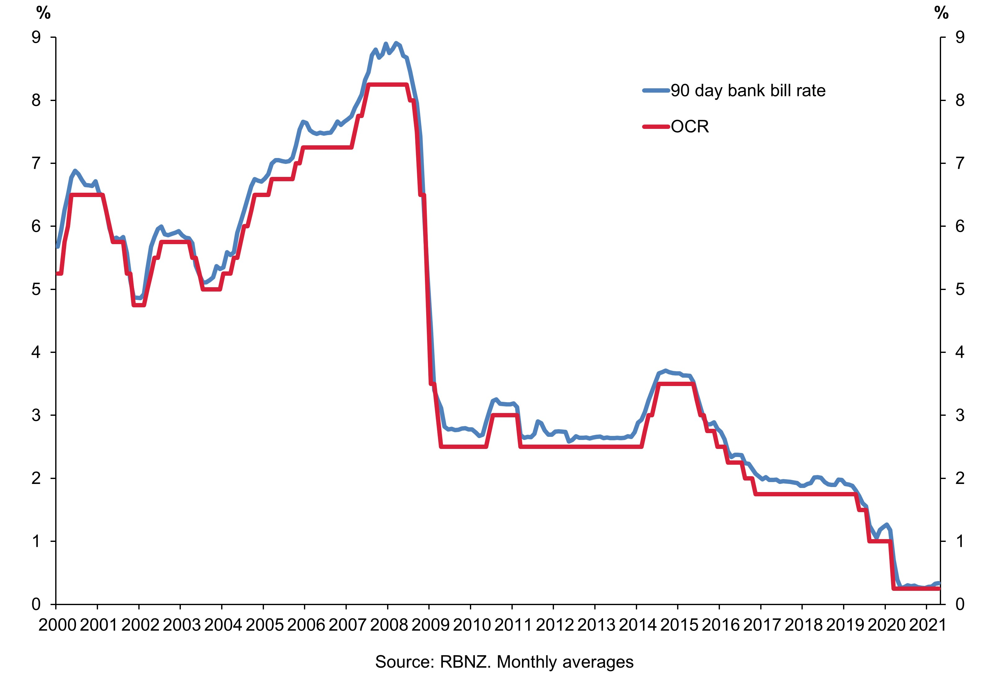 % %
9 9
8 8
7 7
6 6
5 5
4 4
3 3
2 2
1 1
0 0
90 day bank bill rate
OCR
2000 2001 2002 2003 2004 2005 2006 2007 2008 2009 2010 2011 2012 2013 2014 2015 2016 2017 2018 2019 2020 2021
Source: RBNZ. Monthly averages